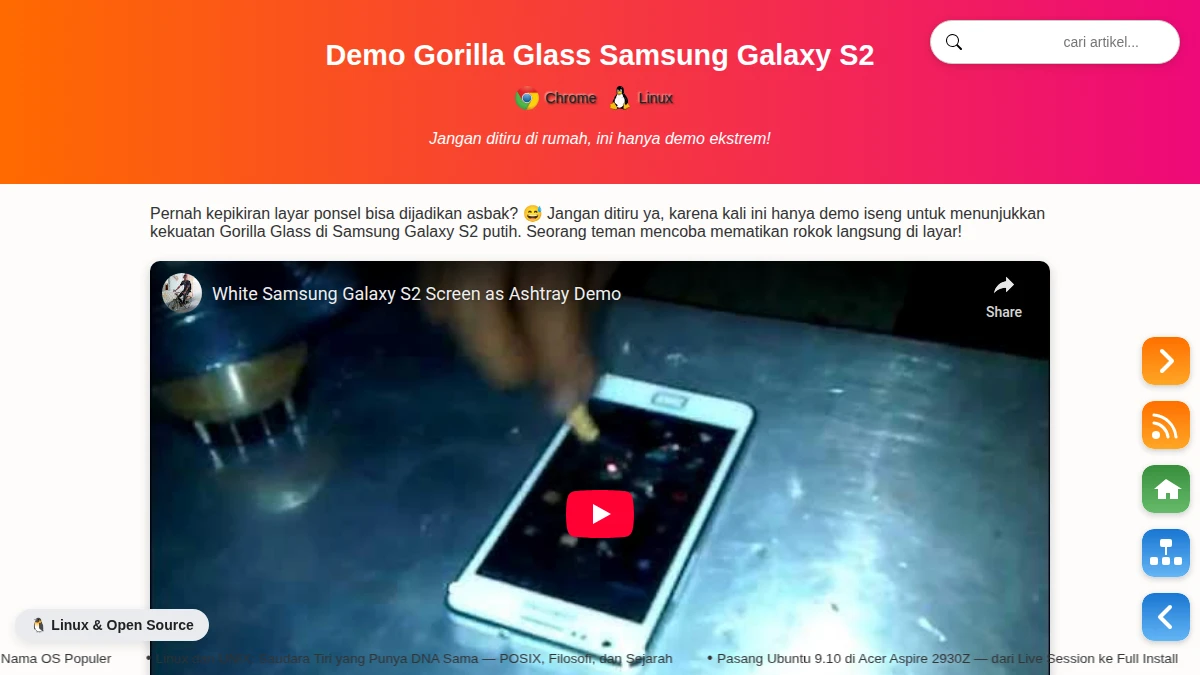 Demo Gorilla Glass Samsung Galaxy S2
cari artikel...
Chrome Linux
Jangan ditiru di rumah, ini hanya demo ekstrem!
Pernah kepikiran layar ponsel bisa dijadikan asbak? 😅 Jangan ditiru ya, karena kali ini hanya demo iseng untuk menunjukkan
kekuatan Gorilla Glass di Samsung Galaxy S2 putih. Seorang teman mencoba mematikan rokok langsung di layar!
White Samsung Galaxy S2 Screen as Ashtray Demo
Share
🐧 Linux & Open Source
Nama OS Populer
• Linux dan Saudara Tiri yang Punya DNA Sama — POSIX, Filosofi, dan Sejarah
• Pasang Ubuntu 9.10 di Acer Aspire 2930Z — dari Live Session ke Full Install